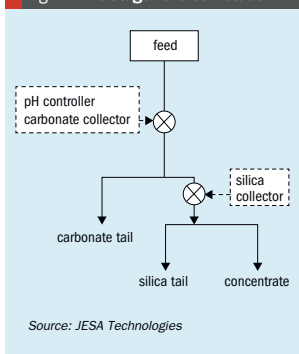 feed
pH controller
carbonate collector
silica
collector
carbonate tail
silica tail
concentrate
Source: JESA Technologies